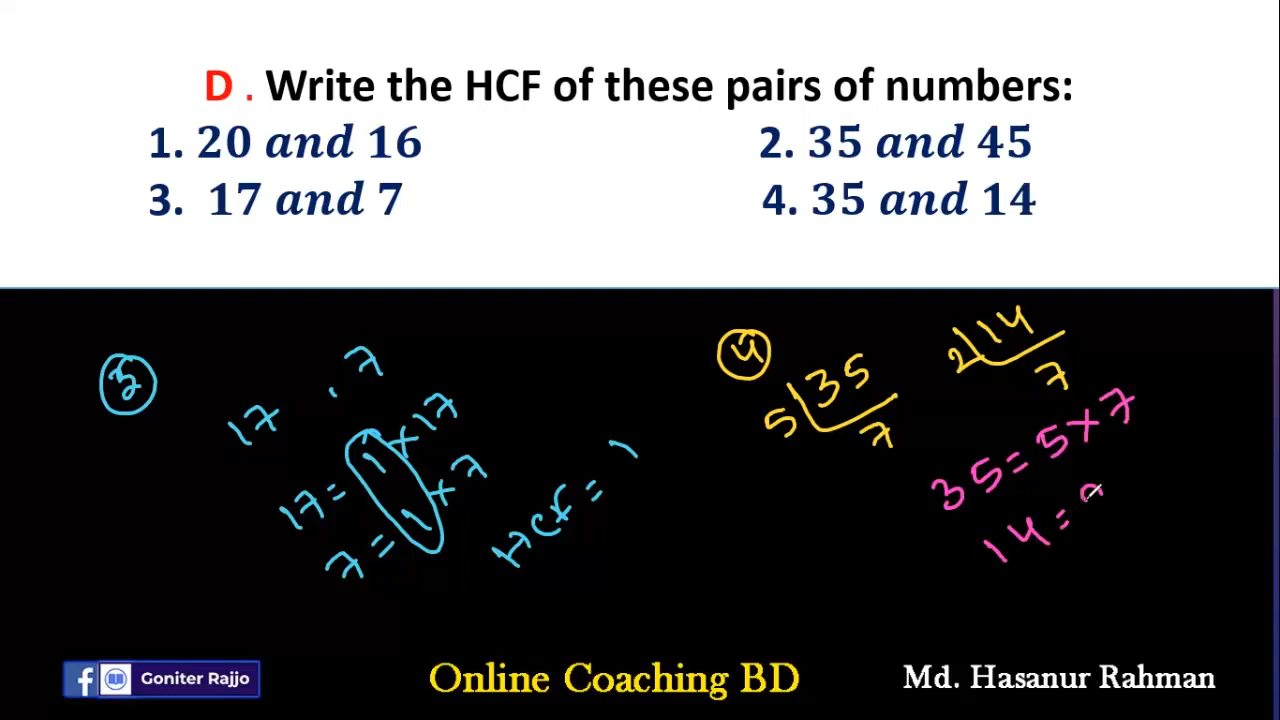 D . Write the HCF of these pairs of numbers:
1. 20 and 16
2. 35 and 45
3. 17 and 7
4. 35 and 14
3
17 , 7
17 = 1 × 17
7 = 1 × 7
HCF = 1
4
5 35
7
2 14
7
35 = 5 × 7
14 =
Goniter Rajjo
Online Coaching BD
Md. Hasanur Rahman